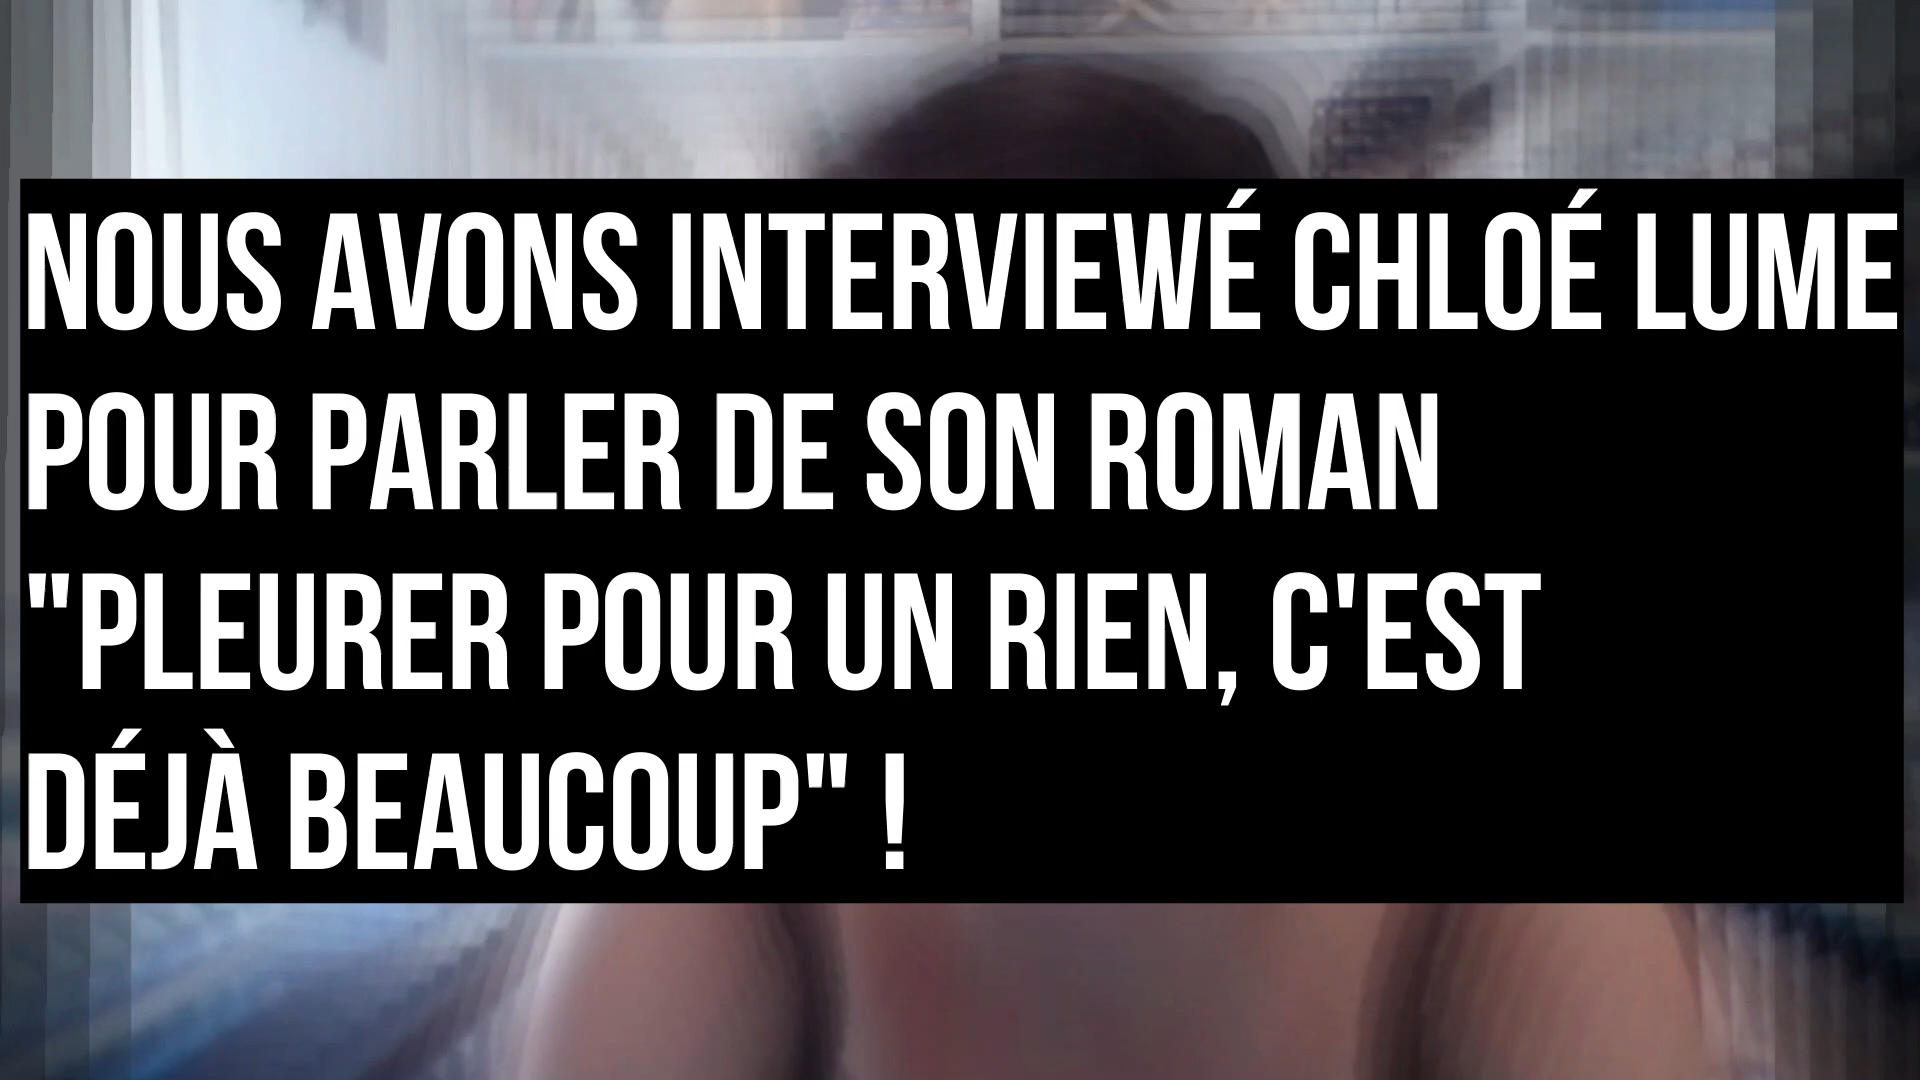 NOUS AVONS INTERVIEWÉ CHLOÉ LUME
POUR PARLER DE SON ROMAN
"PLEURER POUR UN RIEN, C'EST
DÉJÀ BEAUCOUP" !